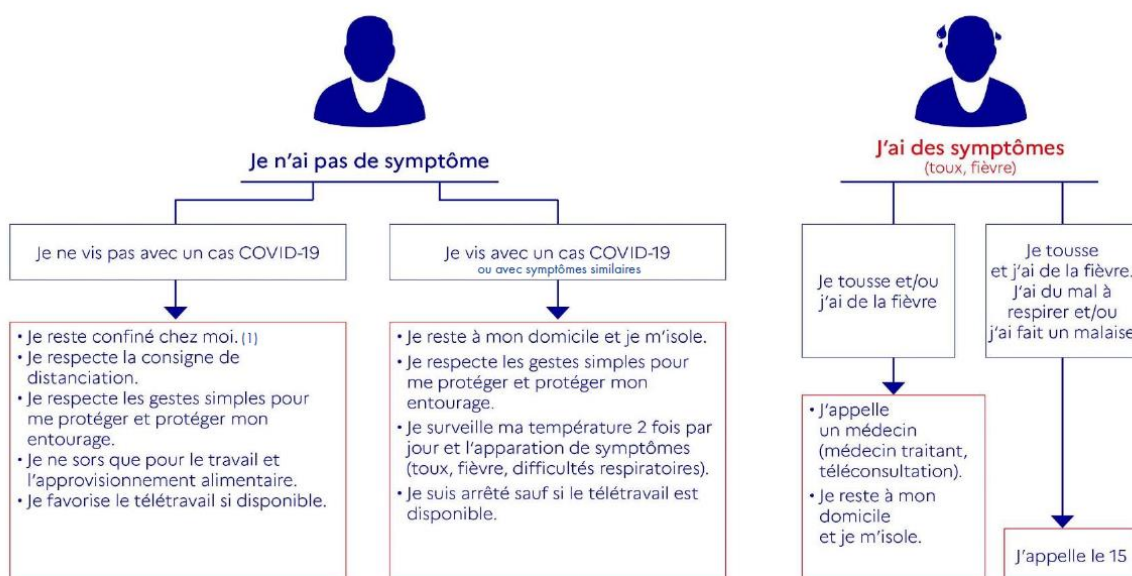 Je n'ai pas de symptôme
Je ne vis pas avec un cas COVID-19
• Je reste confiné chez moi. (1)
• Je respecte la consigne de
distanciation.
• Je respecte les gestes simples pour
me protéger et protéger mon
entourage.
• Je ne sors que pour le travail et
l'approvisionnement alimentaire.
• Je favorise le télétravail si disponible.
Je vis avec un cas COVID-19
ou avec symptômes similaires
• Je reste à mon domicile et je m'isole.
• Je respecte les gestes simples pour
me protéger et protéger mon
entourage.
• Je surveille ma température 2 fois par
jour et l'apparation de symptômes
(toux, fièvre, difficultés respiratoires).
• Je suis arrêté sauf si le télétravail est
disponible.
J'ai des symptômes
(toux, fièvre)
Je tousse et/ou
j'ai de la fièvre
• J'appelle
un médecin
(médecin traitant,
téléconsultation).
• Je reste à mon
domicile
et je m'isole.
Je tousse
et j'ai de la fièvre.
J'ai du mal à
respirer et/ou
j'ai fait un malaise
J'appelle le 15